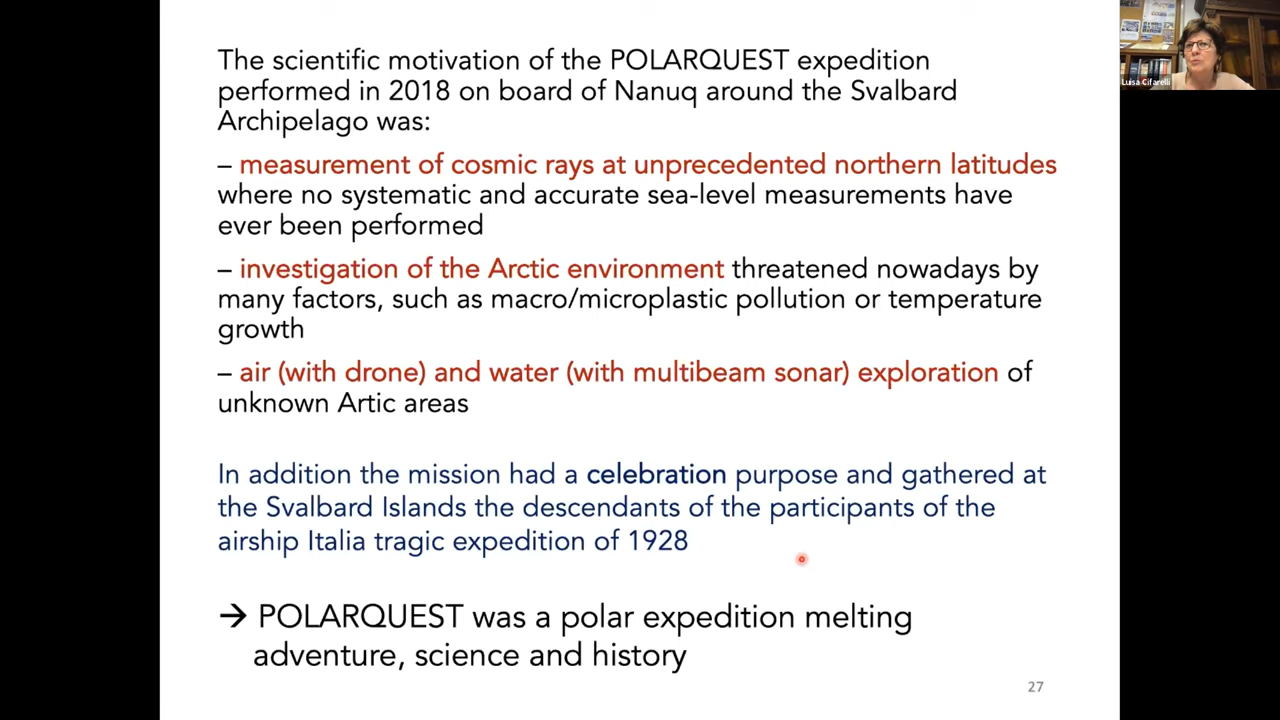 The scientific motivation of the POLARQUEST expedition
performed in 2018 on board of Nanuq around the Svalbard
Archipelago was:
– measurement of cosmic rays at unprecedented northern latitudes
where no systematic and accurate sea-level measurements have
ever been performed
– investigation of the Arctic environment threatened nowadays by
many factors, such as macro/microplastic pollution or temperature
growth
– air (with drone) and water (with multibeam sonar) exploration of
unknown Artic areas
In addition the mission had a celebration purpose and gathered at
the Svalbard Islands the descendants of the participants of the
airship Italia tragic expedition of 1928
→ POLARQUEST was a polar expedition melting
adventure, science and history
27
Luisa Cifarelli